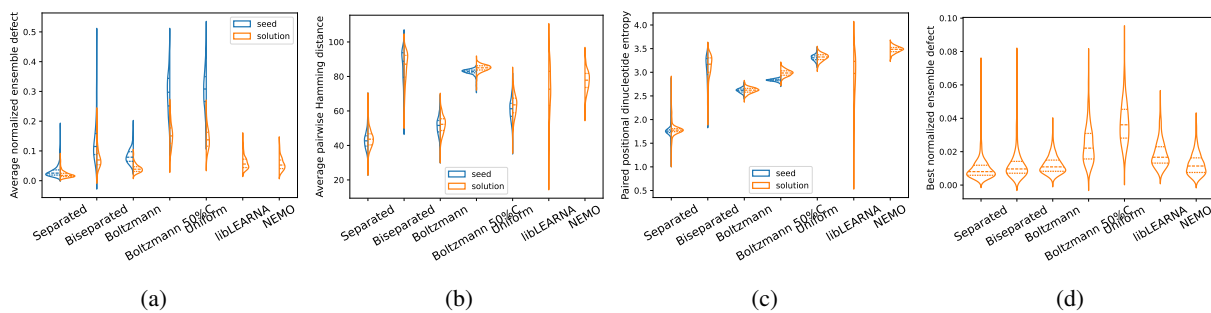 Average normalized ensemble defect
0.5
0.4
0.3
0.2
0.1
0.0
seed
solution
Separated
Biseparated
Boltzmann
Boltzmann 50%C
Uniform
libLEARNA
NEMO
(a)
Average pairwise Hamming distance
100
80
60
40
20
seed
solution
Separated
Biseparated
Boltzmann
Boltzmann 50%C
Uniform
libLEARNA
NEMO
(b)
Paired positional dinucleotide entropy
4.0
3.5
3.0
2.5
2.0
1.5
1.0
0.5
seed
solution
Separated
Biseparated
Boltzmann
Boltzmann 50%C
Uniform
libLEARNA
NEMO
(c)
Best normalized ensemble defect
0.10
0.08
0.06
0.04
0.02
0.00
Separated
Biseparated
Boltzmann
Boltzmann 50%C
Uniform
libLEARNA
NEMO
(d)